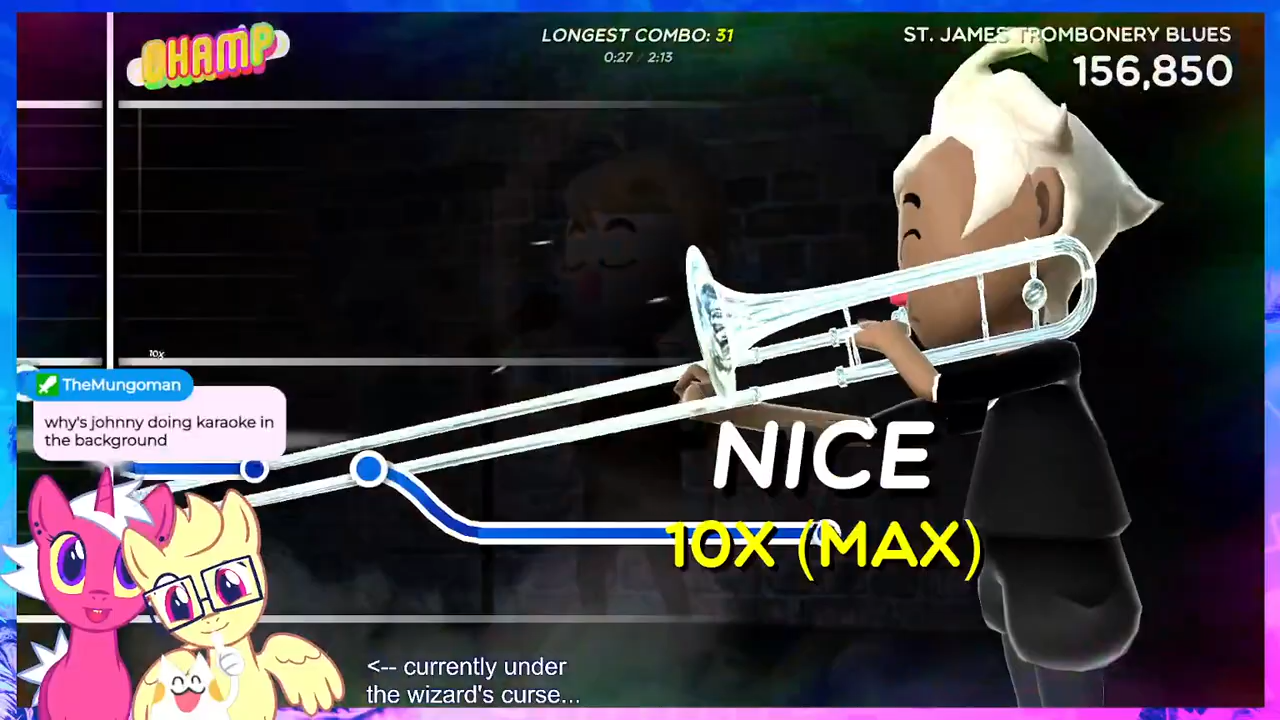 CHAMP
LONGEST COMBO: 31
0:27 / 2:13
ST. JAMES TROMBONERY BLUES
156,850
10x
TheMungoman
why's johnny doing karaoke in
the background
NICE
10X (MAX)
<-- currently under
the wizard's curse...